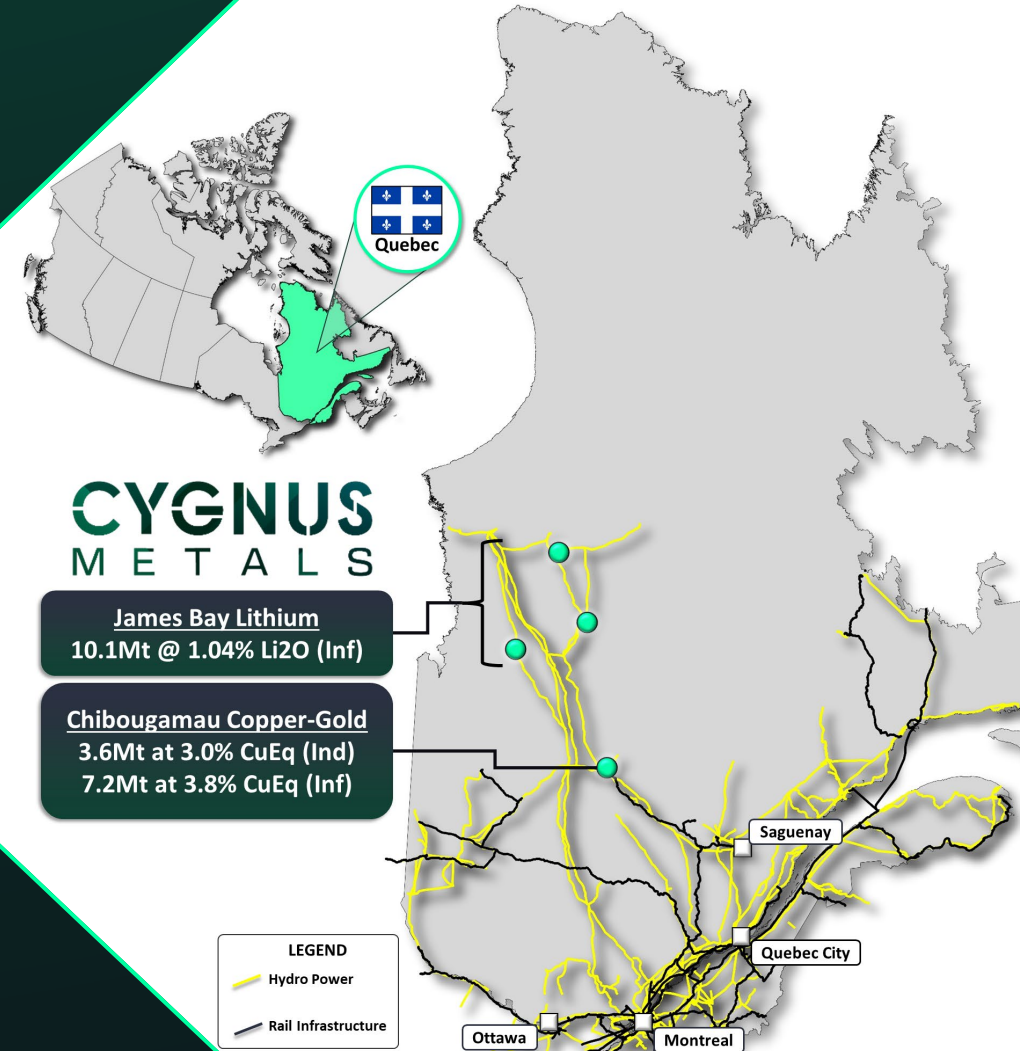 Quebec
CYGNUS
METALS
James Bay Lithium
10.1Mt @ 1.04% Li2O (Inf)
Chibougamau Copper-Gold
3.6Mt at 3.0% CuEq (Ind)
7.2Mt at 3.8% CuEq (Inf)
Saguenay
Quebec City
LEGEND
Hydro Power
Rail Infrastructure
Ottawa
Montreal